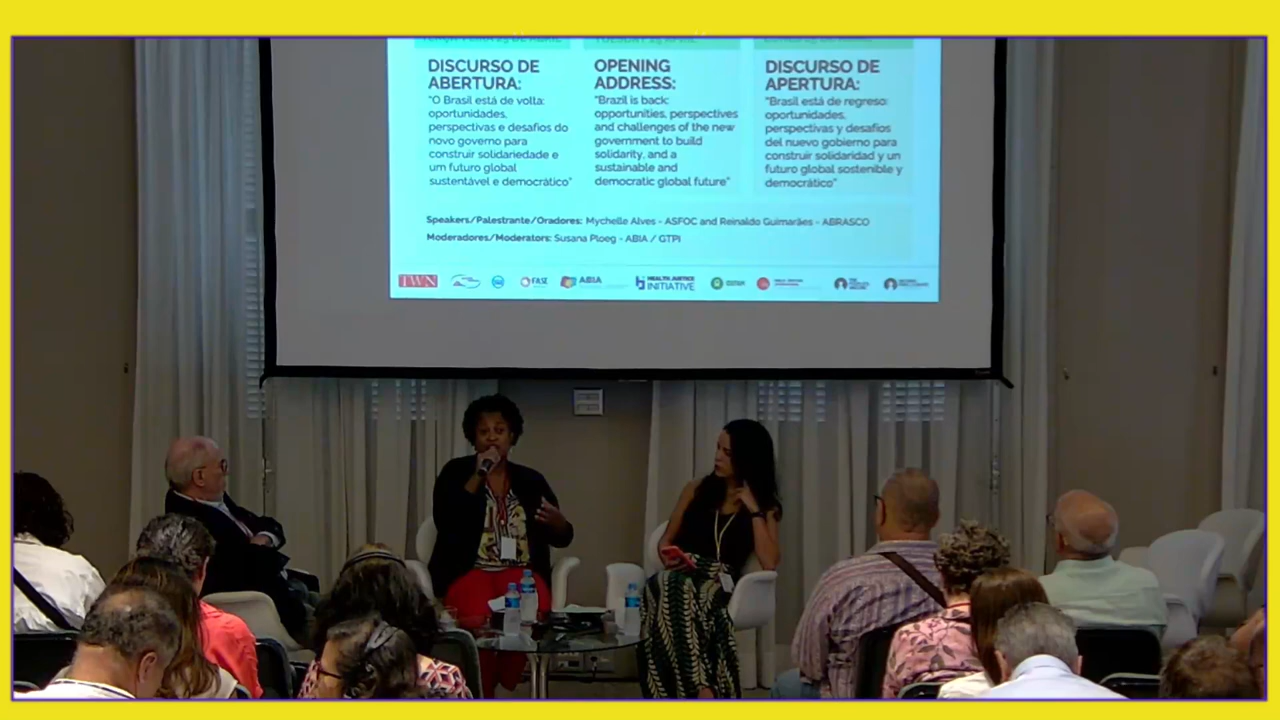 DISCURSO DE
ABERTURA:
"O Brasil está de volta:
oportunidades,
perspectivas e desafios do
novo governo para
construir solidariedade e
um futuro global
sustentável e democrático"
OPENING
ADDRESS:
"Brazil is back:
opportunities, perspectives
and challenges of the new
government to build
solidarity, and a
sustainable and
democratic global future"
DISCURSO DE
APERTURA:
"Brasil está de regreso:
oportunidades,
perspectivas y desafios
del nuevo gobierno para
construir solidaridad y un
futuro global sostenible y
democrático"
Speakers/Palestrante/Oradores: Mychelle Alves - ASFOC and Reinaldo Guimarães - ABRASCO
Moderadores/Moderators: Susana Ploeg - ABIA / GTPI
TWN
FASE
ABIA
HEALTH JUSTICE
INITIATIVE